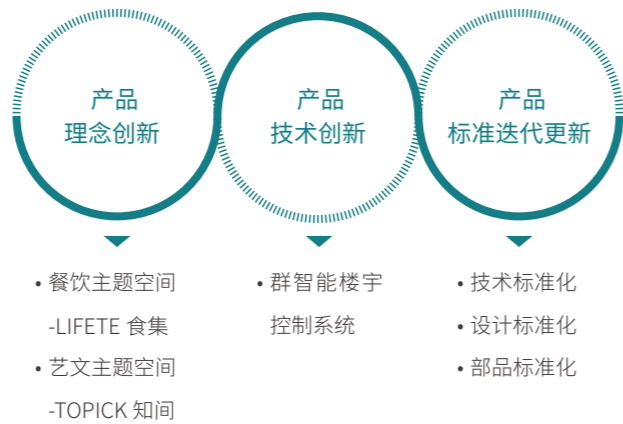 产品
理念创新
产品
技术创新
产品
标准迭代更新
• 餐饮主题空间
-LIFETE 食集
• 艺文主题空间
-TOPICK 知间
• 群智能楼宇
控制系统
• 技术标准化
• 设计标准化
• 部品标准化